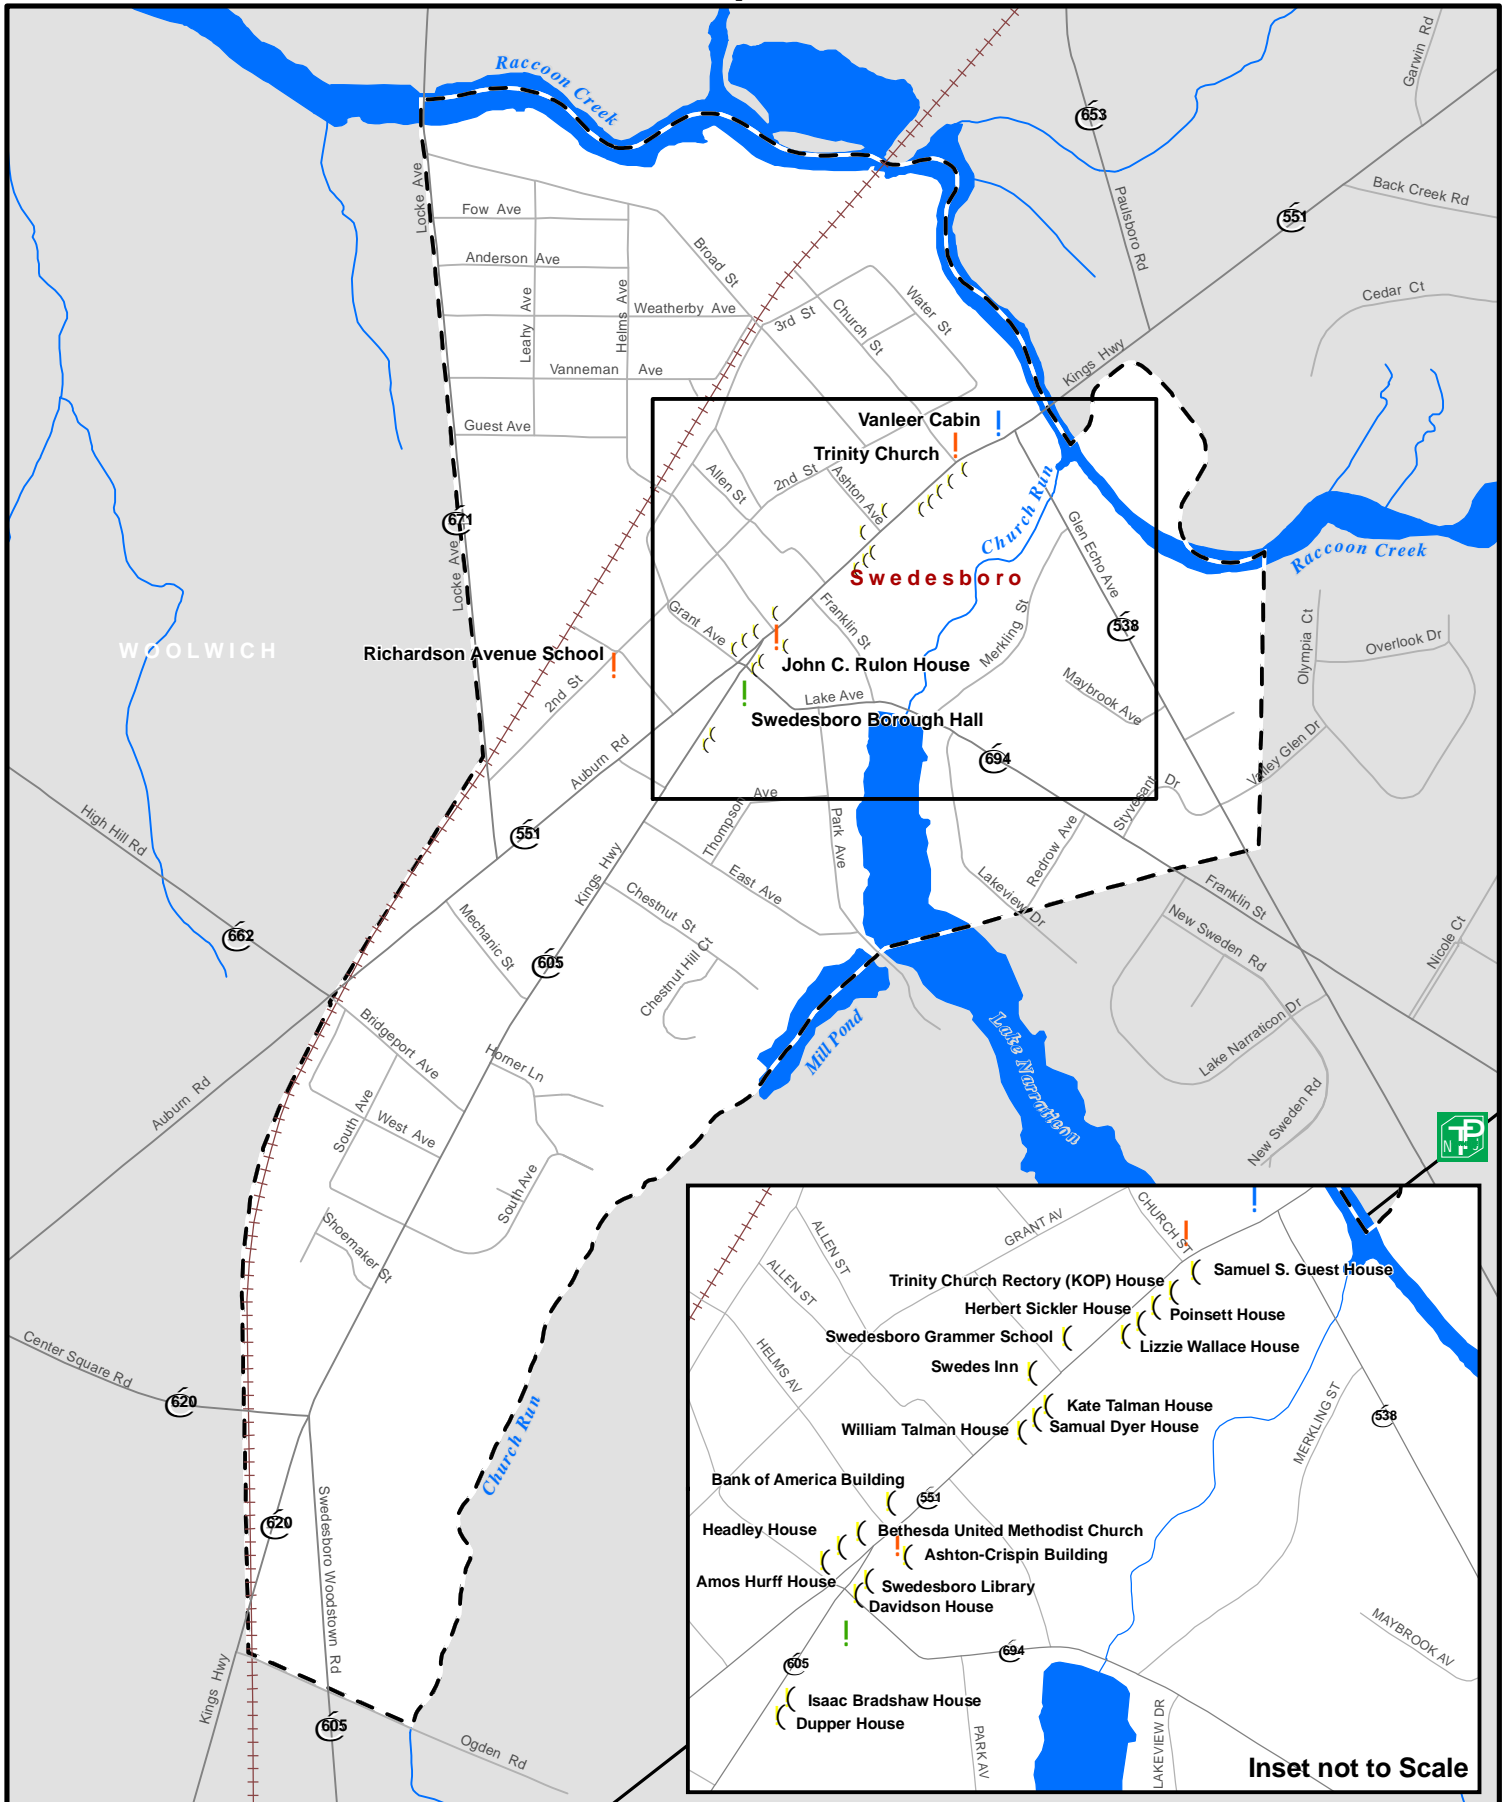 Raccoon Creek
Garwin Rd
653
Back Creek Rd
Locke Ave
551
Paulsboro Rd
Fow Ave
Broad St
Anderson Ave
Leahy Ave
Helms Ave
Weatherby Ave
3rd St
Church St
Water St
Cedar Ct
Kings Hwy
Vanneman Ave
Vanleer Cabin
Guest Ave
Trinity Church
Allen St
2nd St
Ashton Ave
671
Church Run
Glen Echo Ave
Raccoon Creek
Locke Ave
Swedesboro
Grant Ave
Franklin St
Merkling St
538
Olympia Ct
Overlook Dr
WOOLWICH
Richardson Avenue School
John C. Rulon House
2nd St
Lake Ave
Maybrook Ave
Swedesboro Borough Hall
Auburn Rd
694
Valley Glen Dr
Styvesant Dr
High Hill Rd
551
Thompson Ave
Park Ave
Redrow Ave
Kings Hwy
East Ave
Lakeview Dr
Franklin St
Chestnut St
New Sweden Rd
Mechanic St
662
605
Chestnut Hill Ct
Nicole Ct
Bridgeport Ave
Mill Pond
Lake Narraticon
Lake Narraticon Dr
Horner Ln
Auburn Rd
South Ave
West Ave
New Sweden Rd
South Ave
Shoemaker St
Center Square Rd
620
Church Run
620
Swedesboro Woodstown Rd
Kings Hwy
605
Ogden Rd
NJTP
CHURCH ST
GRANT AV
ALLEN ST
ALLEN ST
Samuel S. Guest House
Trinity Church Rectory (KOP) House
Herbert Sickler House
Poinsett House
Swedesboro Grammer School
Lizzie Wallace House
HELMS AV
Swedes Inn
Kate Talman House
538
MERKLING ST
William Talman House
Samual Dyer House
Bank of America Building
551
Headley House
Bethesda United Methodist Church
Ashton-Crispin Building
Amos Hurff House
Swedesboro Library
Davidson House
MAYBROOK AV
694
605
Isaac Bradshaw House
Dupper House
PARK AV
LAKEVIEW DR
Inset not to Scale